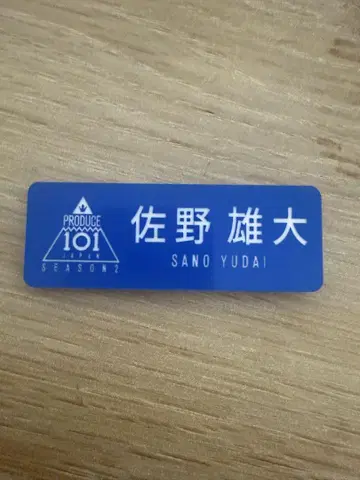 PRODUCE
101
JAPAN
SEASON 2
佐野 雄大
SANO YUDAI